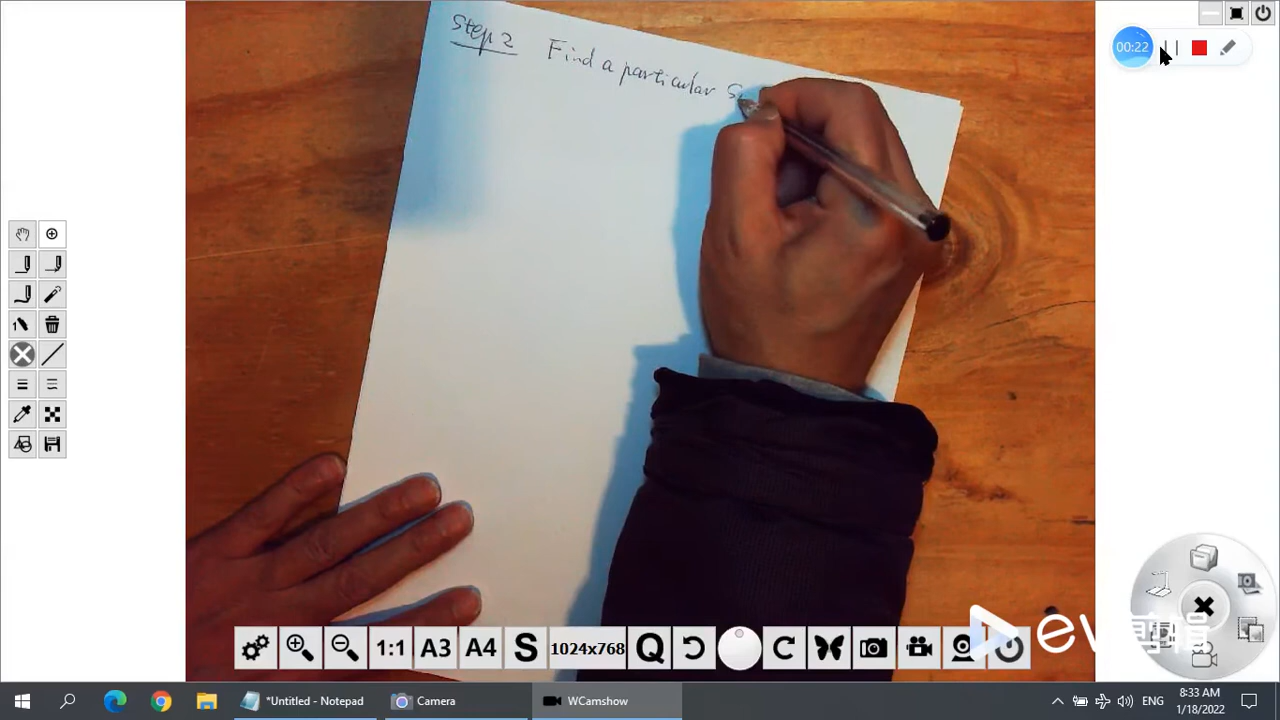 Step 2 Find a particular S
00:22
1:1 A3 A4 S 1024x768 Q
*Untitled - Notepad Camera WCamshow ENG 8:33 AM
1/18/2022